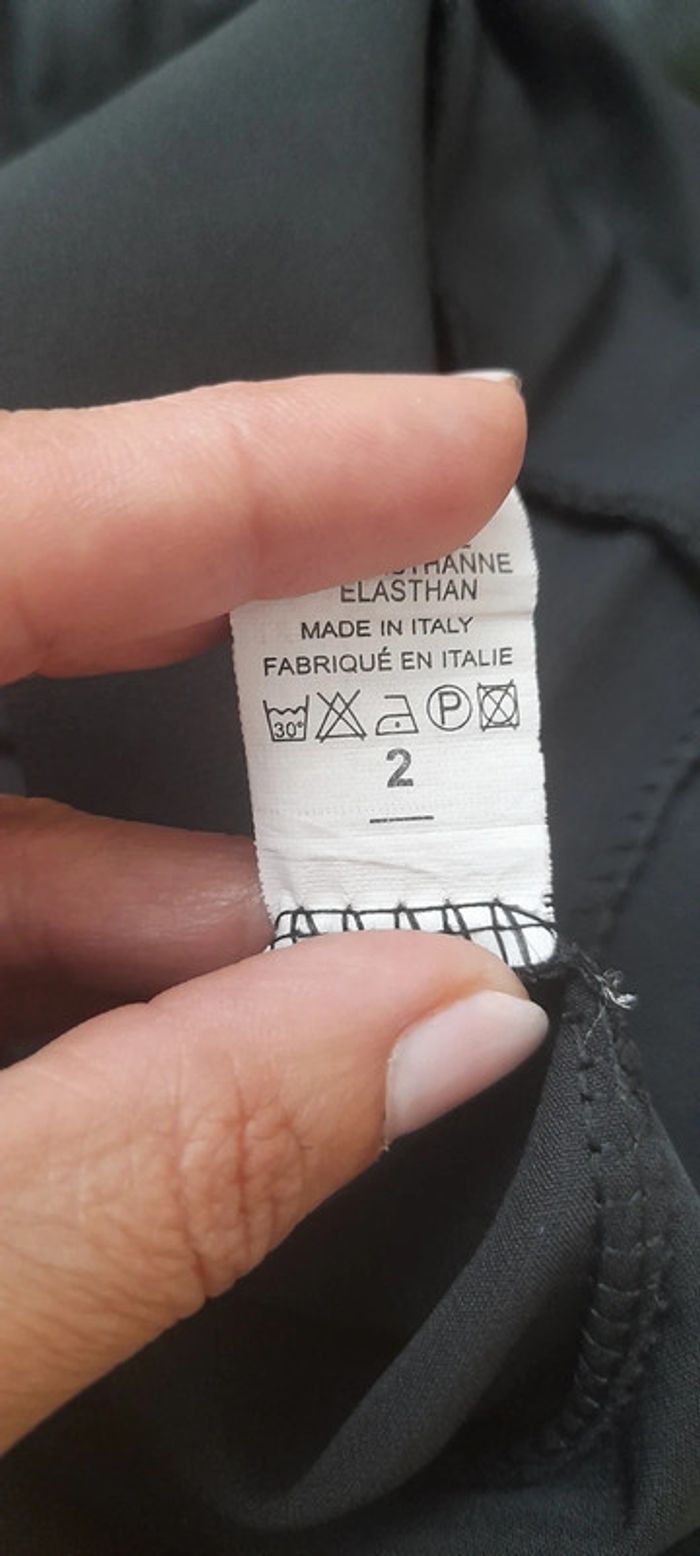 ELASTHAN
MADE IN ITALY
FABRIQUÉ EN ITALIE
30° P
2